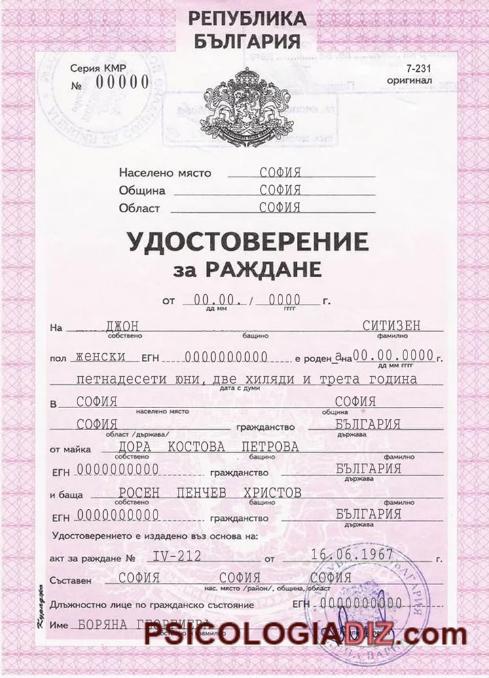 РЕПУБЛИКА
БЪЛГАРИЯ
Серия КМР
№ 00000
7-231
оригинал
Населено място СОФИЯ
Община СОФИЯ
Област СОФИЯ
УДОСТОВЕРЕНИЕ
за РАЖДАНЕ
от 00.00. / 0000 г.
дд мм гггг
На ДЖОН СИТИЗЕН
собствено бащино фамилно
пол женски ЕГН 0000000000 е роден а на 00.00.0000 г.
дд мм гггг
петнадесети юни, две хиляди и трета година
дата с думи
в СОФИЯ СОФИЯ
населено място община
СОФИЯ гражданство БЪЛГАРИЯ
област /държава/ държава
от майка ДОРА КОСТОВА ПЕТРОВА
собствено бащино фамилно
ЕГН 0000000000 гражданство БЪЛГАРИЯ
държава
и баща РОСЕН ПЕНЧЕВ ХРИСТОВ
собствено бащино фамилно
ЕГН 0000000000 гражданство БЪЛГАРИЯ
държава
Удостоверението е издадено въз основа на:
акт за раждане № IV-212 от 16.06.1967 г.
Съставен СОФИЯ СОФИЯ СОФИЯ
нас. място /район/, община, област
Длъжностно лице по гражданско състояние ЕГН 0000000000
Име БОРЯНА
PSICOLOGIADIZ.com